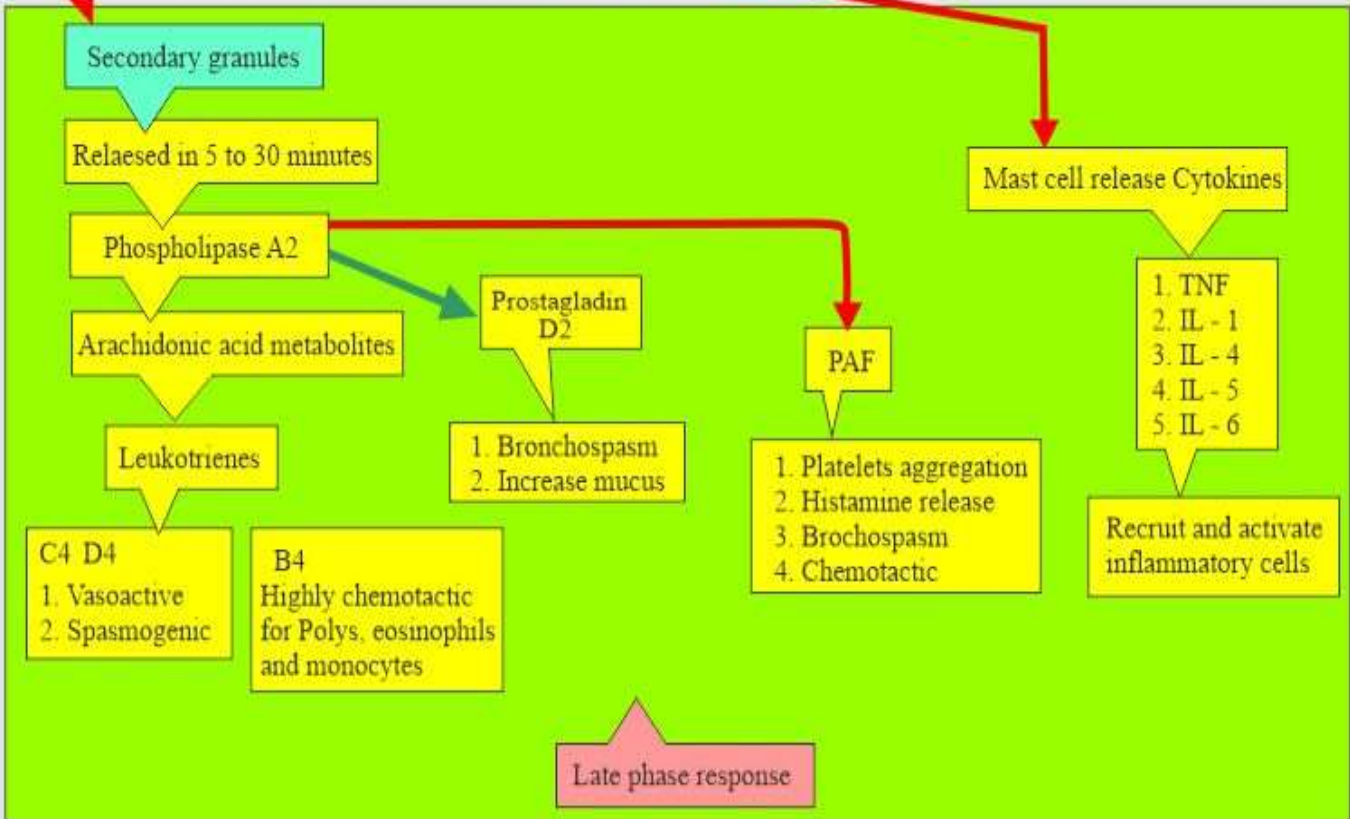 Secondary granules
Relaesed in 5 to 30 minutes
Phospholipase A2
Arachidonic acid metabolites
Leukotrienes
C4 D4
1. Vasoactive
2. Spasmogenic
B4
Highly chemotactic
for Polys, eosinophils
and monocytes
Prostagladin
D2
1. Bronchospasm
2. Increase mucus
PAF
1. Platelets aggregation
2. Histamine release
3. Brochospasm
4. Chemotactic
Mast cell release Cytokines
1. TNF
2. IL - 1
3. IL - 4
4. IL - 5
5. IL - 6
Recruit and activate
inflammatory cells
Late phase response